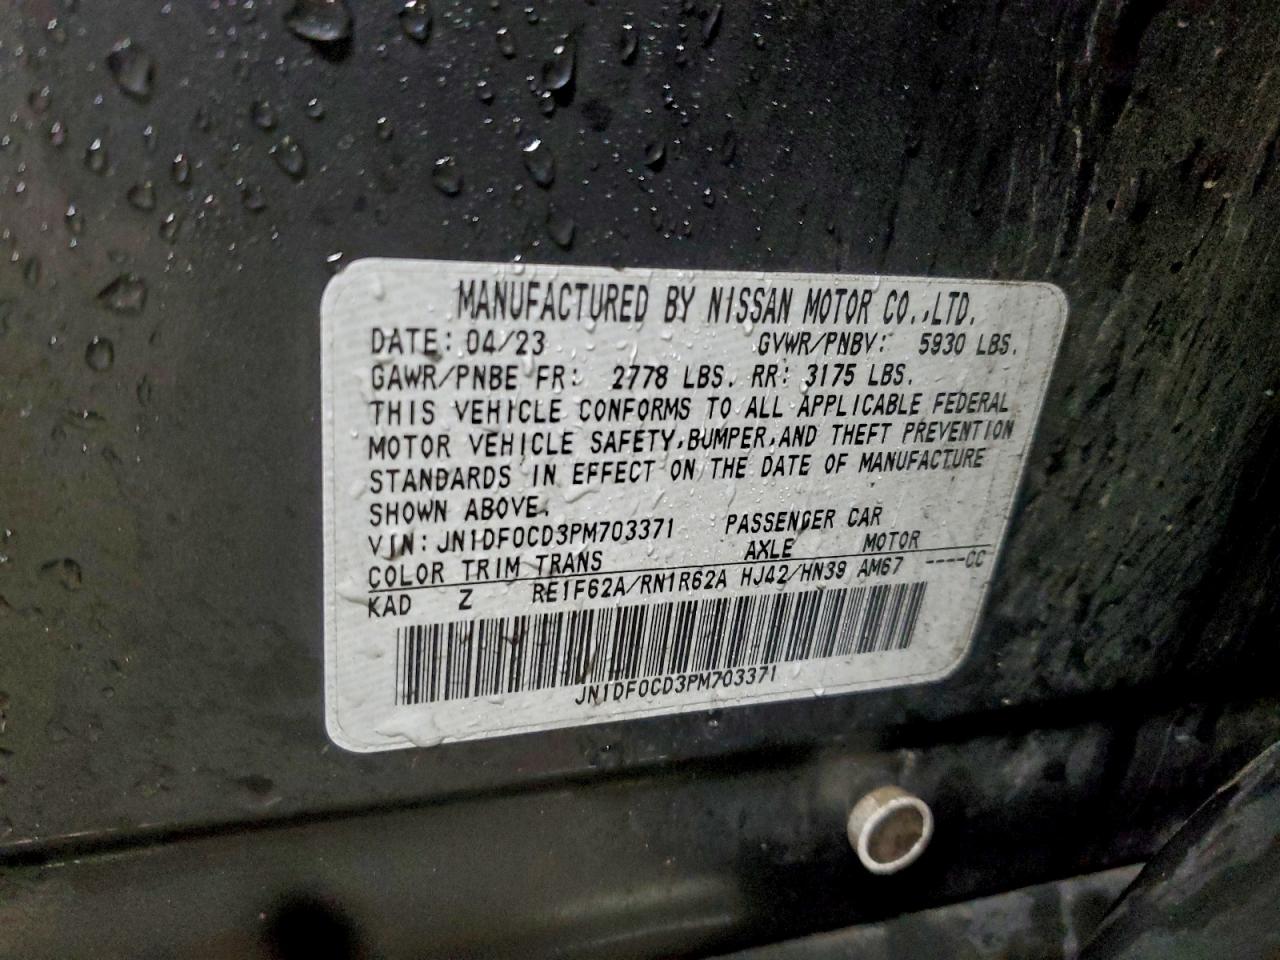 MANUFACTURED BY NISSAN MOTOR CO.,LTD.
DATE: 04/23 GVWR/PNBV: 5930 LBS.
GAWR/PNBE FR: 2778 LBS. RR: 3175 LBS.
THIS VEHICLE CONFORMS TO ALL APPLICABLE FEDERAL
MOTOR VEHICLE SAFETY,BUMPER,AND THEFT PREVENTION
STANDARDS IN EFFECT ON THE DATE OF MANUFACTURE
SHOWN ABOVE.
VIN: JN1DF0CD3PM703371 PASSENGER CAR
COLOR TRIM TRANS AXLE MOTOR
KAD Z RE1F62A/RN1R62A HJ42/HN39 AM67 ----CC
JN1DF0CD3PM703371